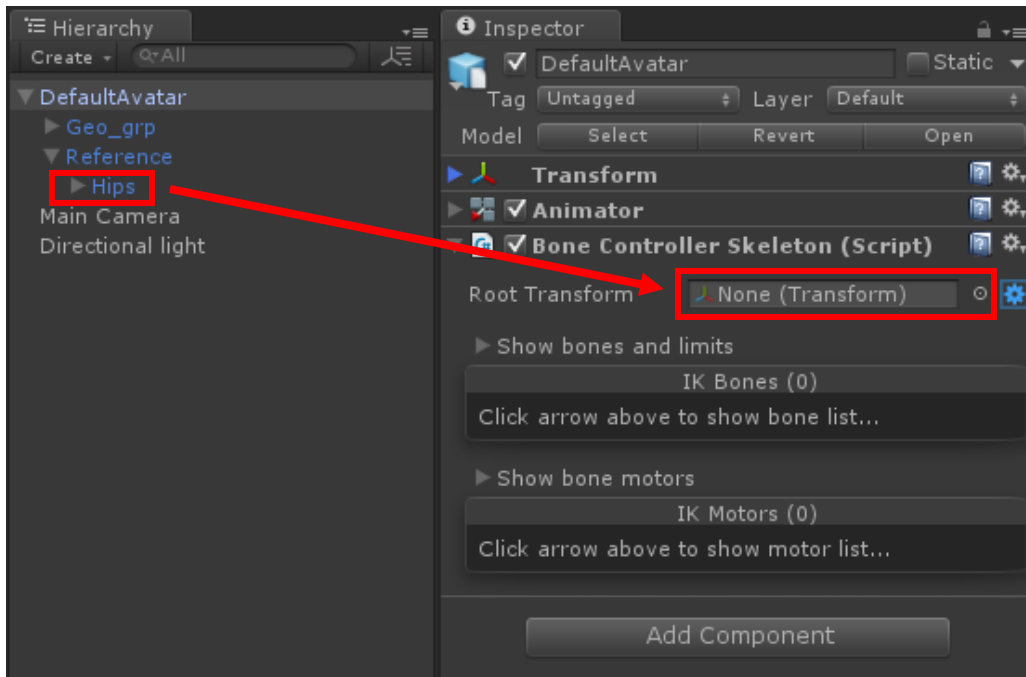 Hierarchy
Create
All
DefaultAvatar
Geo_grp
Reference
Hips
Main Camera
Directional light
Inspector
DefaultAvatar
Static
Tag Untagged Layer Default
Model Select Revert Open
Transform
Animator
Bone Controller Skeleton (Script)
Root Transform None (Transform)
Show bones and limits
IK Bones (0)
Click arrow above to show bone list...
Show bone motors
IK Motors (0)
Click arrow above to show motor list...
Add Component